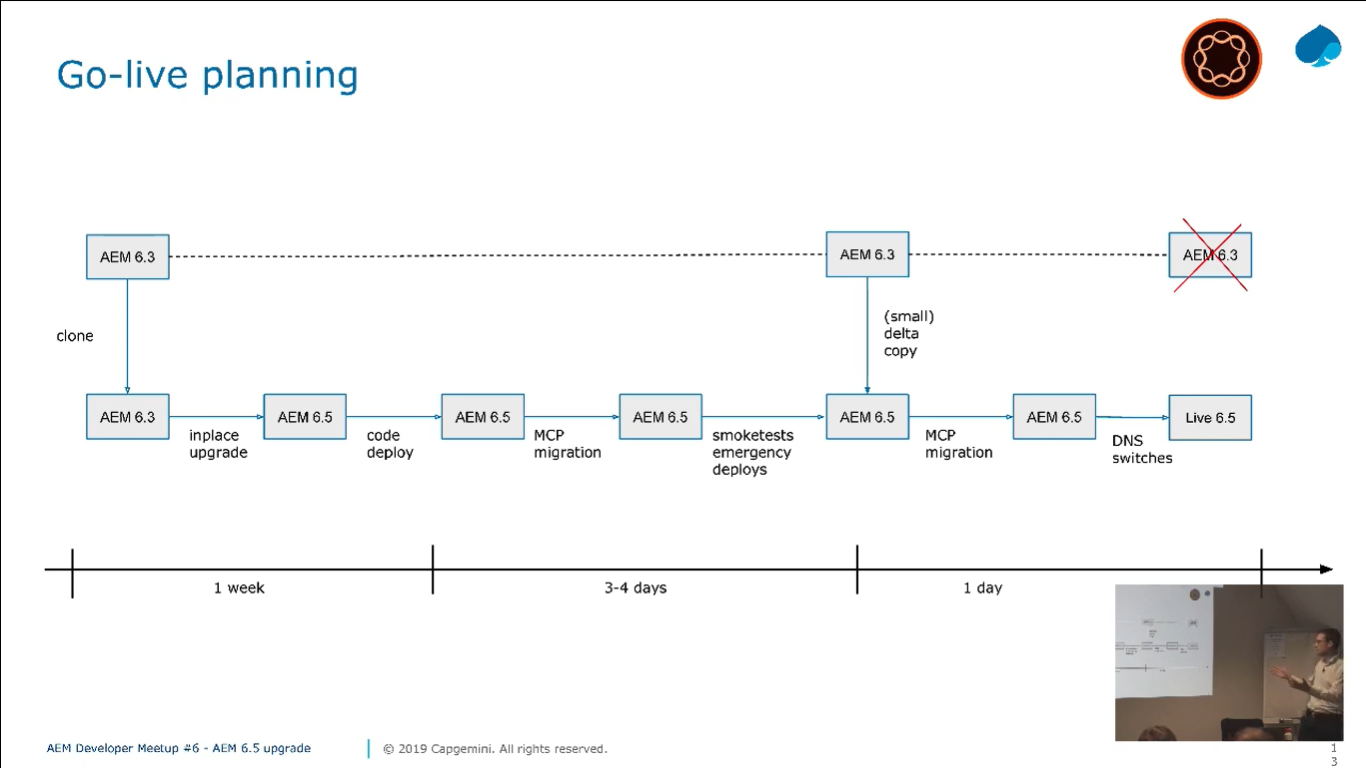 Go-live planning
AEM 6.3
AEM 6.3
AEM 6.3
clone
(small)
delta
copy
AEM 6.3
AEM 6.5
AEM 6.5
AEM 6.5
AEM 6.5
AEM 6.5
Live 6.5
inplace
upgrade
code
deploy
MCP
migration
smoketests
emergency
deploys
MCP
migration
DNS
switches
1 week
3-4 days
1 day
AEM Developer Meetup #6 - AEM 6.5 upgrade
© 2019 Capgemini. All rights reserved.
1
3